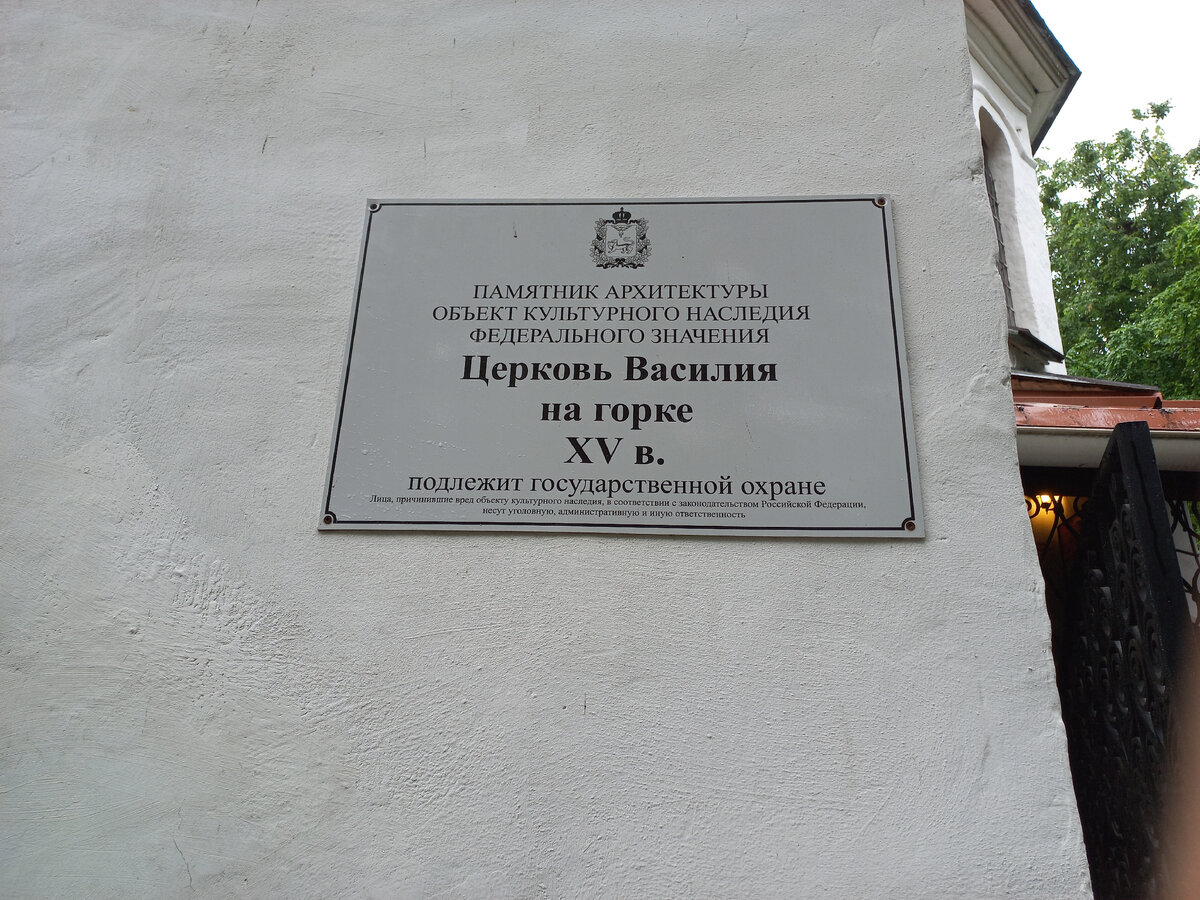 ПАМЯТНИК АРХИТЕКТУРЫ
ОБЪЕКТ КУЛЬТУРНОГО НАСЛЕДИЯ
ФЕДЕРАЛЬНОГО ЗНАЧЕНИЯ
Церковь Василия
на горке
XV в.
подлежит государственной охране
Лица, причинившие вред объекту культурного наследия, в соответствии с законодательством Российской Федерации,
несут уголовную, административную и иную ответственность